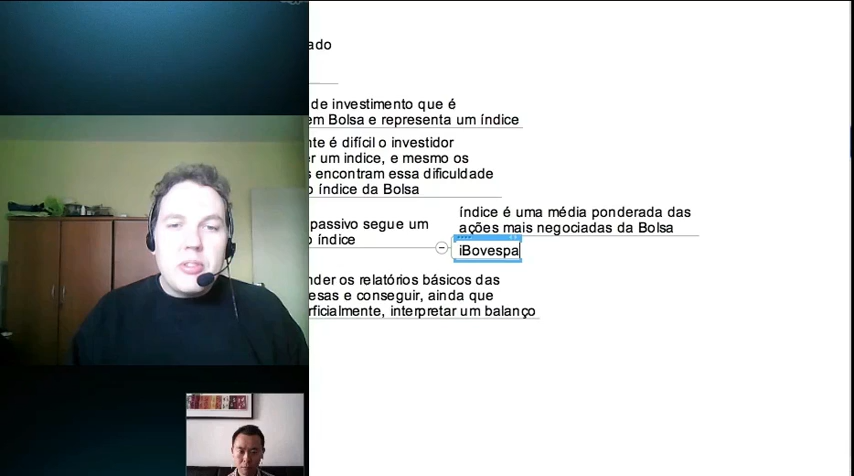 ado
de investimento que é
em Bolsa e representa um índice
nte é difícil o investidor
er um indice, e mesmo os
s encontram essa dificuldade
o índice da Bolsa
índice é uma média ponderada das
ações mais negociadas da Bolsa
passivo segue um
o índice
iBovespa
nder os relatórios básicos das
esas e conseguir, ainda que
rficialmente, interpretar um balanço